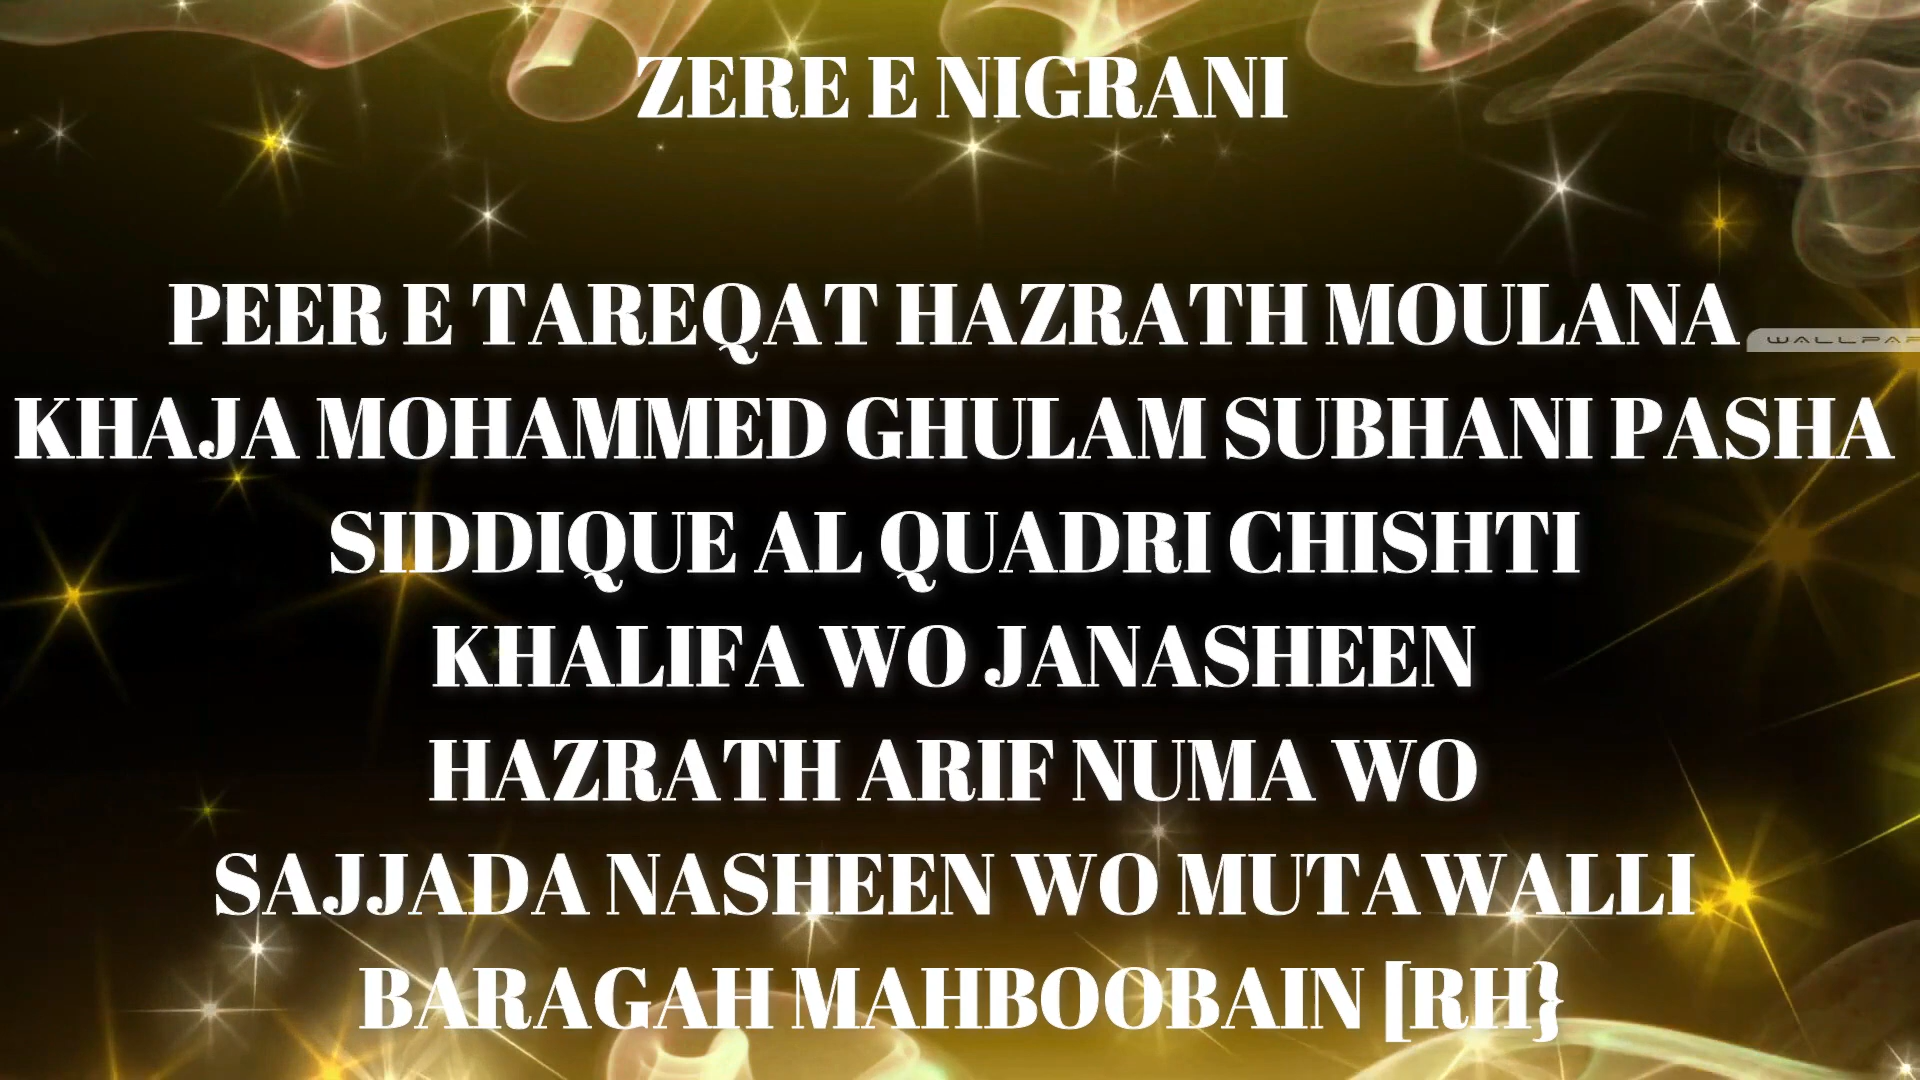 ZERE E NIGRANI
PEER E TAREQAT HAZRATH MOULANA
KHAJA MOHAMMED GHULAM SUBHANI PASHA
SIDDIQUE AL QUADRI CHISHTI
KHALIFA WO JANASHEEN
HAZRATH ARIF NUMA WO
SAJJADA NASHEEN WO MUTAWALLI
BARAGAH MAHBOOBAIN [RH}